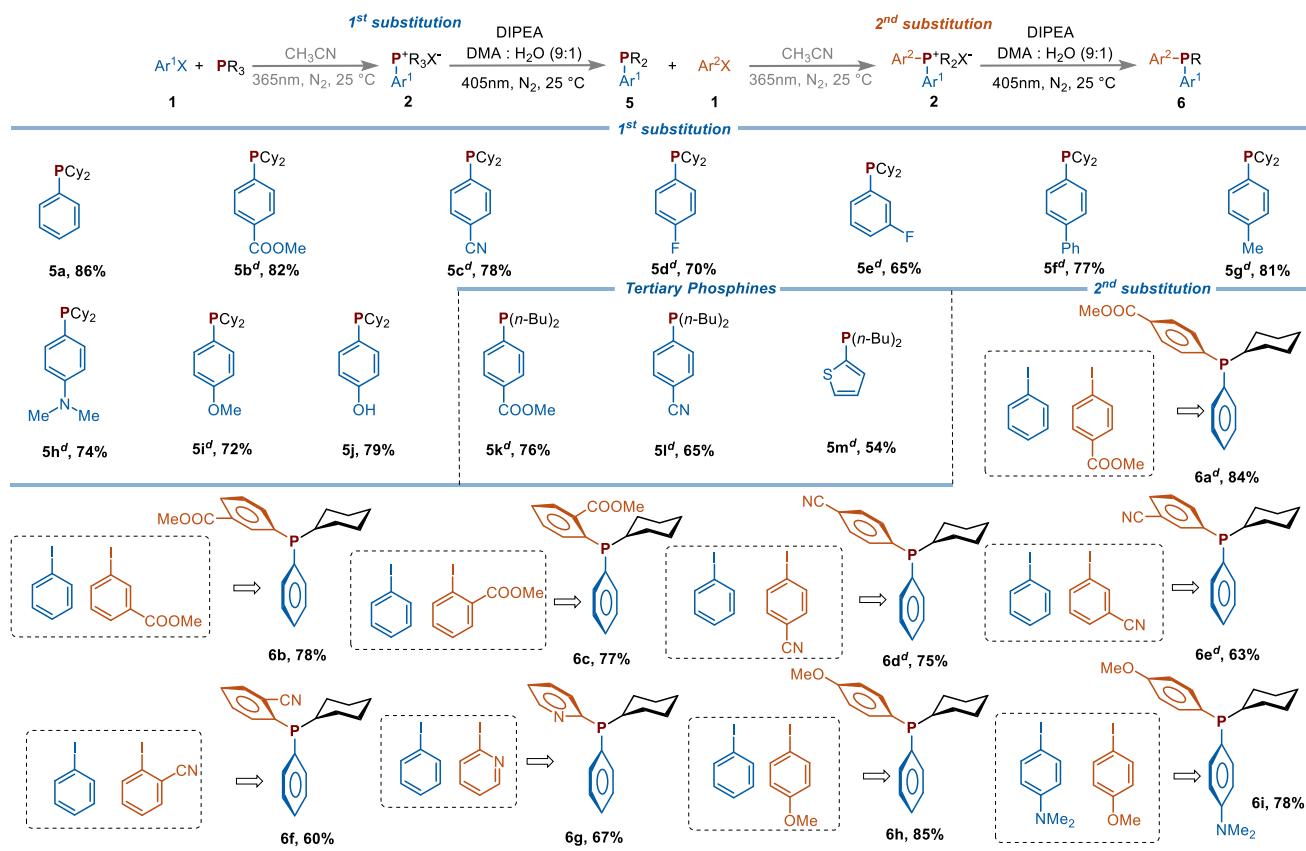 1st substitution
2nd substitution
DIPEA
DIPEA
Ar1X + PR3
CH3CN
365nm, N2, 25 °C
P+R3X-
Ar1
DMA : H2O (9:1)
405nm, N2, 25 °C
PR2
Ar1
+ Ar2X
CH3CN
365nm, N2, 25 °C
Ar2-P+R2X-
Ar1
DMA : H2O (9:1)
405nm, N2, 25 °C
Ar2-PR
Ar1
1 2 5 1 2 6
1st substitution
PCy2 PCy2 PCy2 PCy2 PCy2 PCy2 PCy2
COOMe CN F F Ph Me
5a, 86% 5bd, 82% 5cd, 78% 5dd, 70% 5ed, 65% 5fd, 77% 5gd, 81%
Tertiary Phosphines
2nd substitution
PCy2 PCy2 PCy2 P(n-Bu)2 P(n-Bu)2 P(n-Bu)2
S
Me N Me OMe OH COOMe CN
5hd, 74% 5id, 72% 5j, 79% 5kd, 76% 5ld, 65% 5md, 54%
MeOOC
P
I I
COOMe
6ad, 84%
MeOOC
P
I I
COOMe
6b, 78%
COOMe
P
I I
COOMe
6c, 77%
NC
P
I I
CN
6dd, 75%
NC
P
I I
CN
6ed, 63%
CN
P
I I
CN
6f, 60%
N
P
I I
N
6g, 67%
MeO
P
I I
OMe
6h, 85%
MeO
P
I I
NMe2 OMe
NMe2
6i, 78%